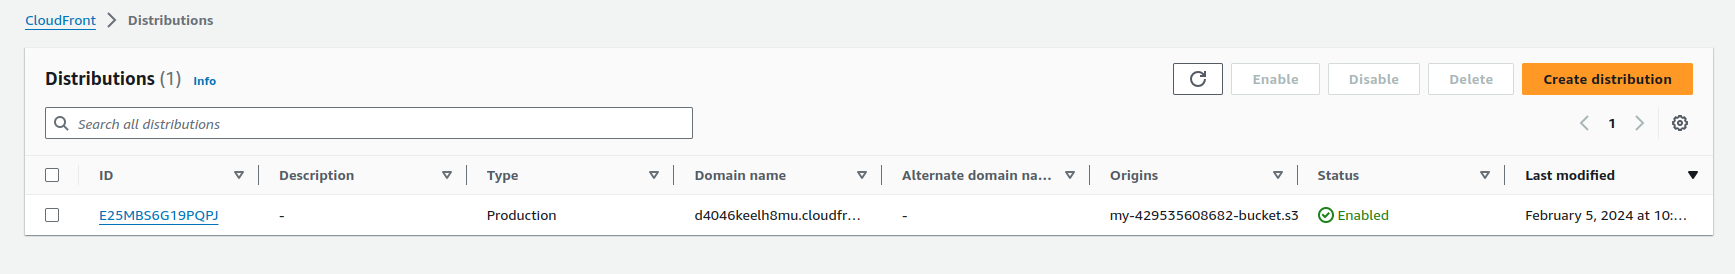 CloudFront > Distributions
Distributions (1) Info
Enable Disable Delete Create distribution
Search all distributions
1
ID Description Type Domain name Alternate domain na... Origins Status Last modified
E25MBS6G19PQPJ - Production d4046keelh8mu.cloudfr... - my-429535608682-bucket.s3 Enabled February 5, 2024 at 10:...